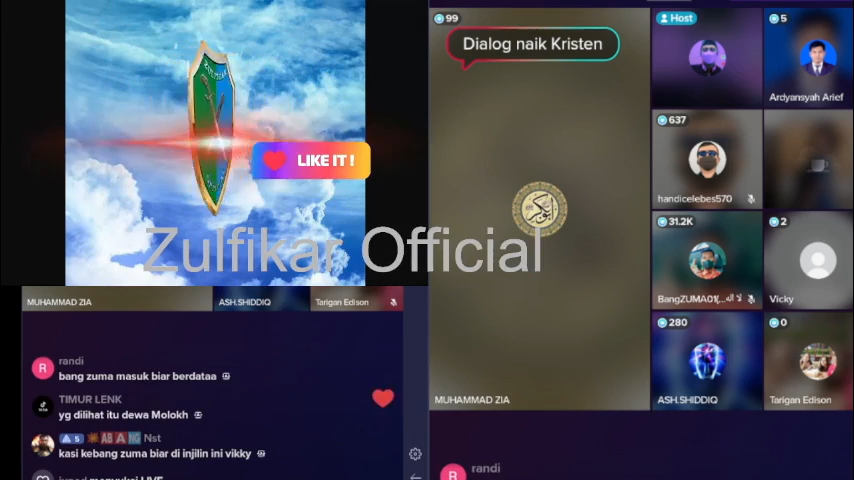 LIKE IT !
Zulfikar Official
MUHAMMAD ZIA
ASH.SHIDDIQ
Tarigan Edison
randi
bang zuma masuk biar berdataa
TIMUR LENK
yg dilihat itu dewa Molokh
5 ABANG Nst
kasi kebang zuma biar di injilin ini vikky
99
Dialog naik Kristen
MUHAMMAD ZIA
Host
5
Ardyansyah Arief
637
handicelebes570
31.2K
BangZUMA01(,...لا اله
2
Vicky
280
ASH.SHIDDIQ
0
Tarigan Edison
R
randi